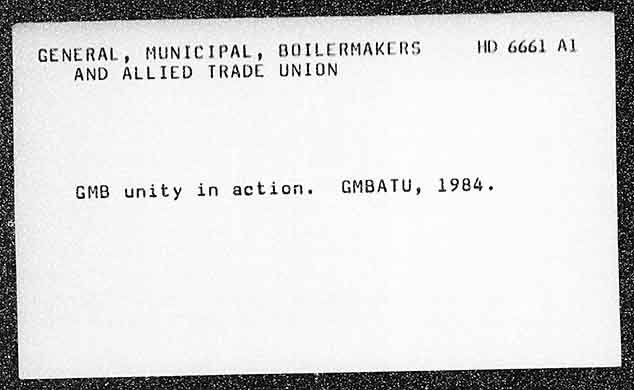 GENERAL, MUNICIPAL, BOILERMAKERS HD 6661 A1
AND ALLIED TRADE UNION
GMB unity in action. GMBATU, 1984.